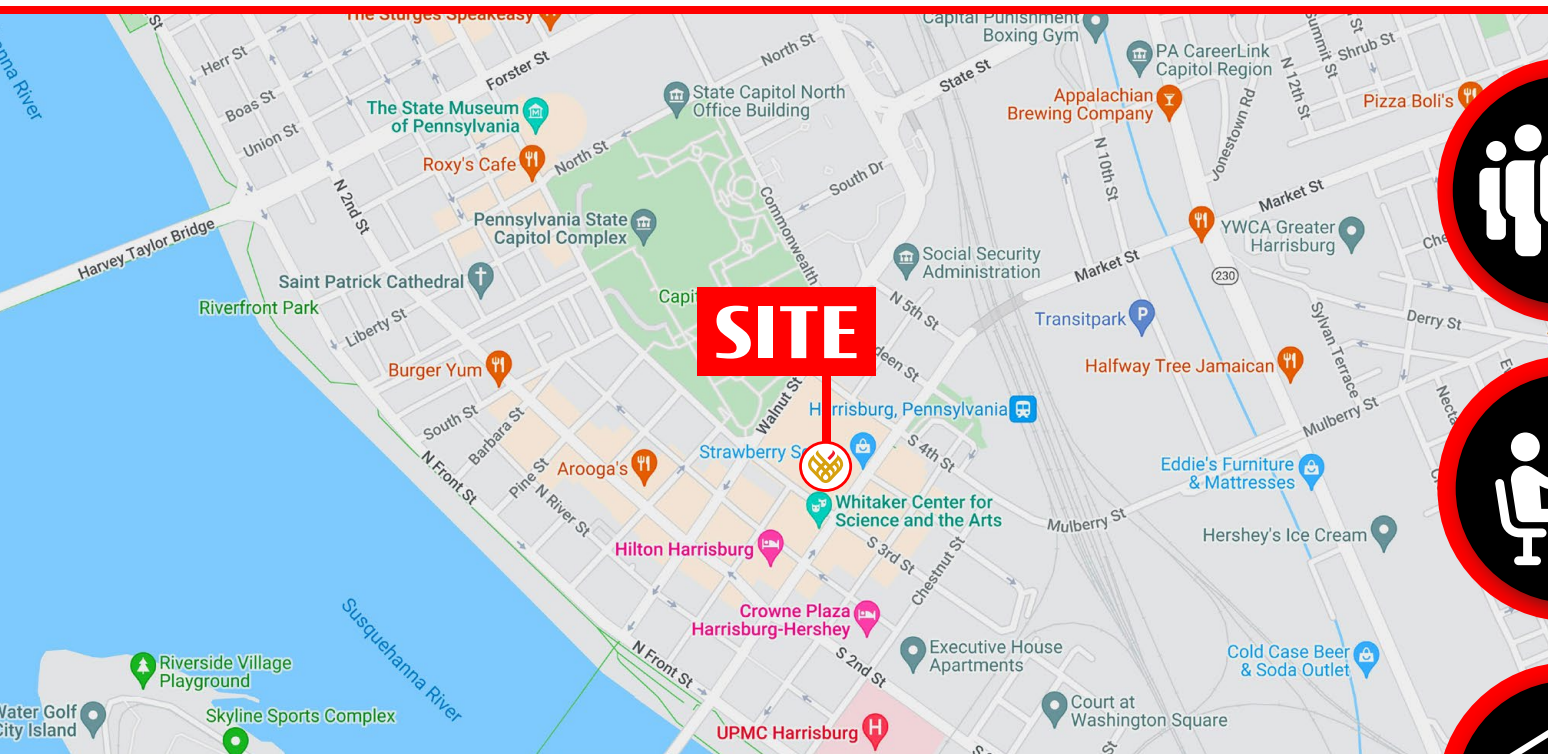 The Sturges Speakeasy
Capital Punishment
Boxing Gym
St
Herr St
Forster St
North St
State St
PA CareerLink
Capitol Region
Summit St
St
Shrub St
N 12th St
Boas St
The State Museum
of Pennsylvania
State Capitol North
Office Building
Appalachian
Brewing Company
Pizza Boli's
Jonestown Rd
Union St
Roxy's Cafe
North St
South Dr
N 10th St
Market St
N 2nd St
Commonwealth
Pennsylvania State
Capitol Complex
YWCA Greater
Harrisburg
Harvey Taylor Bridge
Social Security
Administration
Market St
230
Saint Patrick Cathedral
Riverfront Park
SITE
N 5th St
Transitpark
P
Sylvan Terrace
Derry St
Liberty St
Burger Yum
Halfway Tree Jamaican
Walnut St
Harrisburg, Pennsylvania
South St
Barbara St
Mulberry St
S 4th St
Strawberry
N Front St
Pine St
Arooga's
Eddie's Furniture
& Mattresses
N River St
Whitaker Center for
Science and the Arts
Mulberry St
Hershey's Ice Cream
Hilton Harrisburg
S 3rd St
Chestnut St
Susquehanna River
Crowne Plaza
Harrisburg-Hershey
Executive House
Apartments
Cold Case Beer
& Soda Outlet
N Front St
S 2nd St
Riverside Village
Playground
Water Golf
City Island
Skyline Sports Complex
Court at
Washington Square
UPMC Harrisburg
H
St